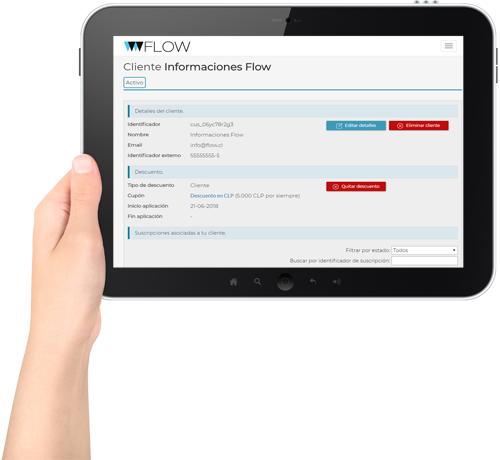 FLOW
Cliente Informaciones Flow
Activo
Detalles del cliente.
Identificador cus_06yc78r2g3 Editar detalles Eliminar cliente
Nombre Informaciones Flow
Email info@flow.cl
Identificador externo 55555555-5
Descuento.
Tipo de descuento Cliente Quitar descuento
Cupón Descuento en CLP (5.000 CLP por siempre)
Inicio aplicación 21-06-2018
Fin aplicación -
Suscripciones asociadas a tu cliente.
Filtrar por estado: Todos
Buscar por identificador de suscripción: